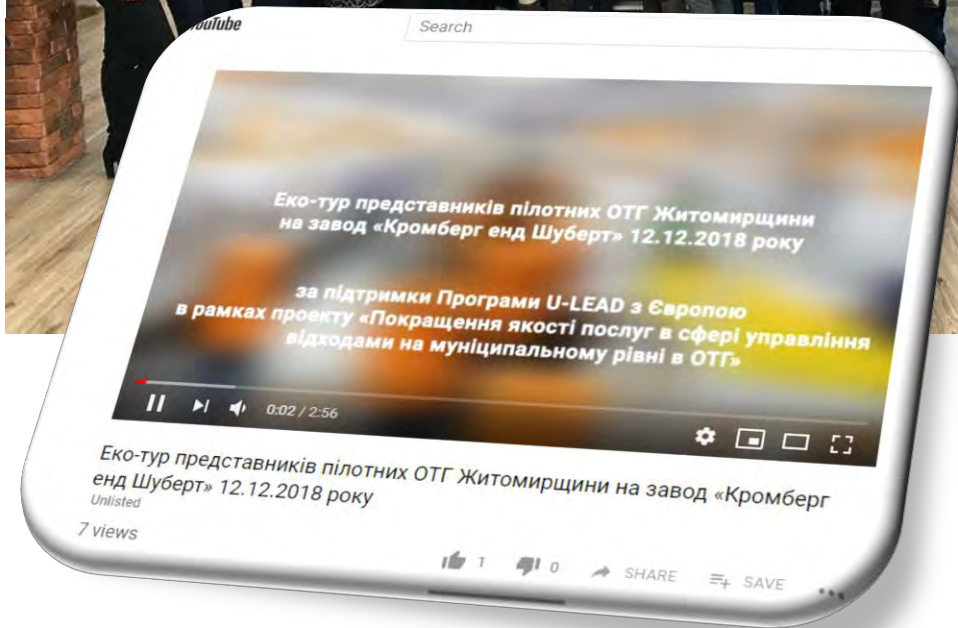 YouTube
Search
Еко-тур представників пілотних ОТГ Житомирщини
на завод «Кромберг енд Шуберт» 12.12.2018 року
за підтримки Програми U-LEAD з Європою
в рамках проекту «Покращення якості послуг в сфері управління
відходами на муніципальному рівні в ОТГ»
0:02 / 2:56
Еко-тур представників пілотних ОТГ Житомирщини на завод «Кромберг
енд Шуберт» 12.12.2018 року
Unlisted
7 views
1 0 SHARE SAVE